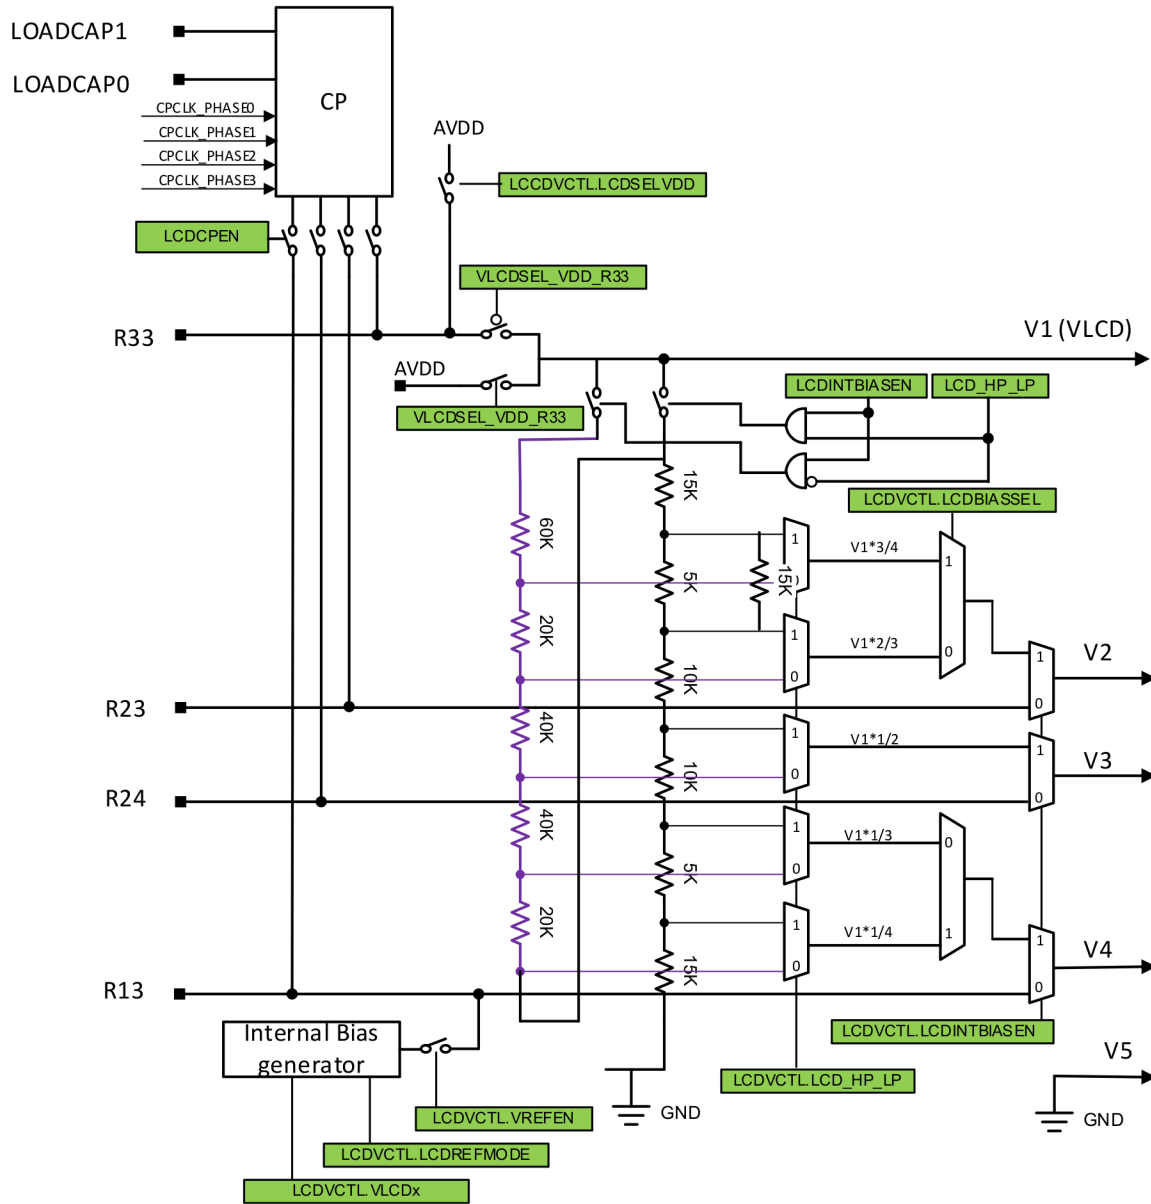 LOADCAP1
LOADCAP0
CP
CPCLK_PHASE0
CPCLK_PHASE1
CPCLK_PHASE2
CPCLK_PHASE3
AVDD
LCCDVCTL.LCDSELVDD
LCDCPEN
VLCDSEL_VDD_R33
R33
V1 (VLCD)
AVDD
VLCDSEL_VDD_R33
LCDINTBIASEN
LCD_HP_LP
15K
LCDVCTL.LCDBIASSEL
60K
5K
15K
1
V1*3/4
1
20K
1
0
V1*2/3
0
10K
1
0
V2
R23
40K
1
0
V1*1/2
10K
1
0
V3
R24
40K
1
0
V1*1/3
0
5K
20K
1
0
V1*1/4
1
15K
1
0
V4
R13
Internal Bias
generator
LCDVCTL.LCDINTBIASEN
V5
LCDVCTL.LCD_HP_LP
LCDVCTL.VREFEN
GND
GND
LCDVCTL.LCDREFMODE
LCDVCTL.VLCDx